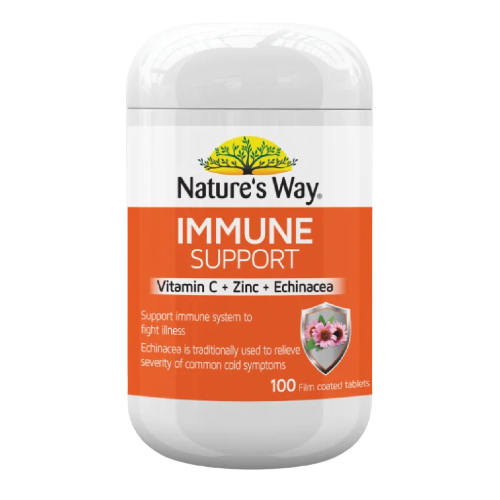 Nature's Way®
IMMUNE
SUPPORT
Vitamin C + Zinc + Echinacea
Support immune system to
fight illness
Echinacea is traditionally used to relieve
severity of common cold symptoms
100 Film coated tablets